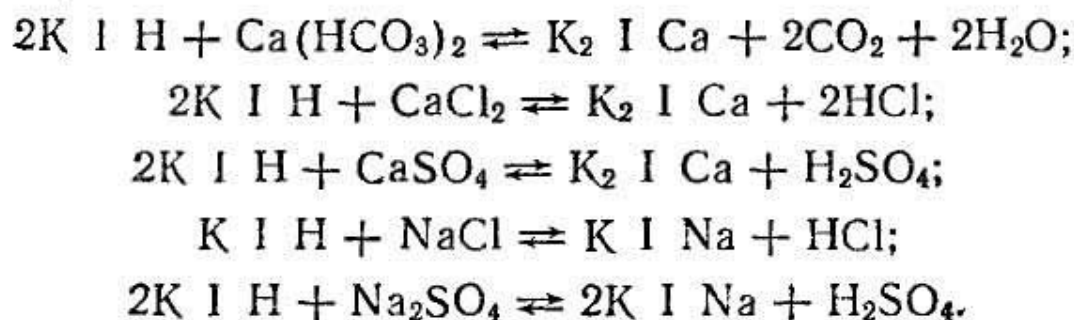 2K I H + Ca(HCO₃)₂ ⇌ K₂ I Ca + 2CO₂ + 2H₂O;
2K I H + CaCl₂ ⇌ K₂ I Ca + 2HCl;
2K I H + CaSO₄ ⇌ K₂ I Ca + H₂SO₄;
K I H + NaCl ⇌ K I Na + HCl;
2K I H + Na₂SO₄ ⇌ 2K I Na + H₂SO₄.